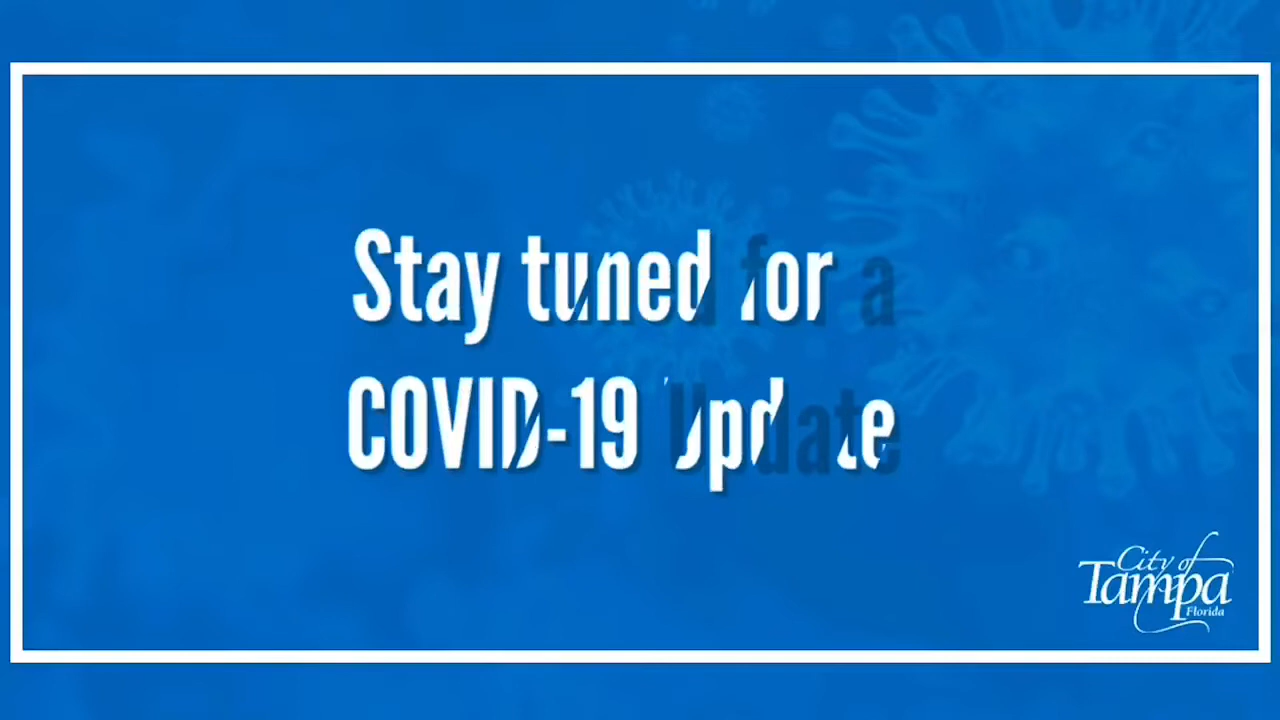 Stay tuned for a
COVID-19 Update
City of
Tampa
Florida